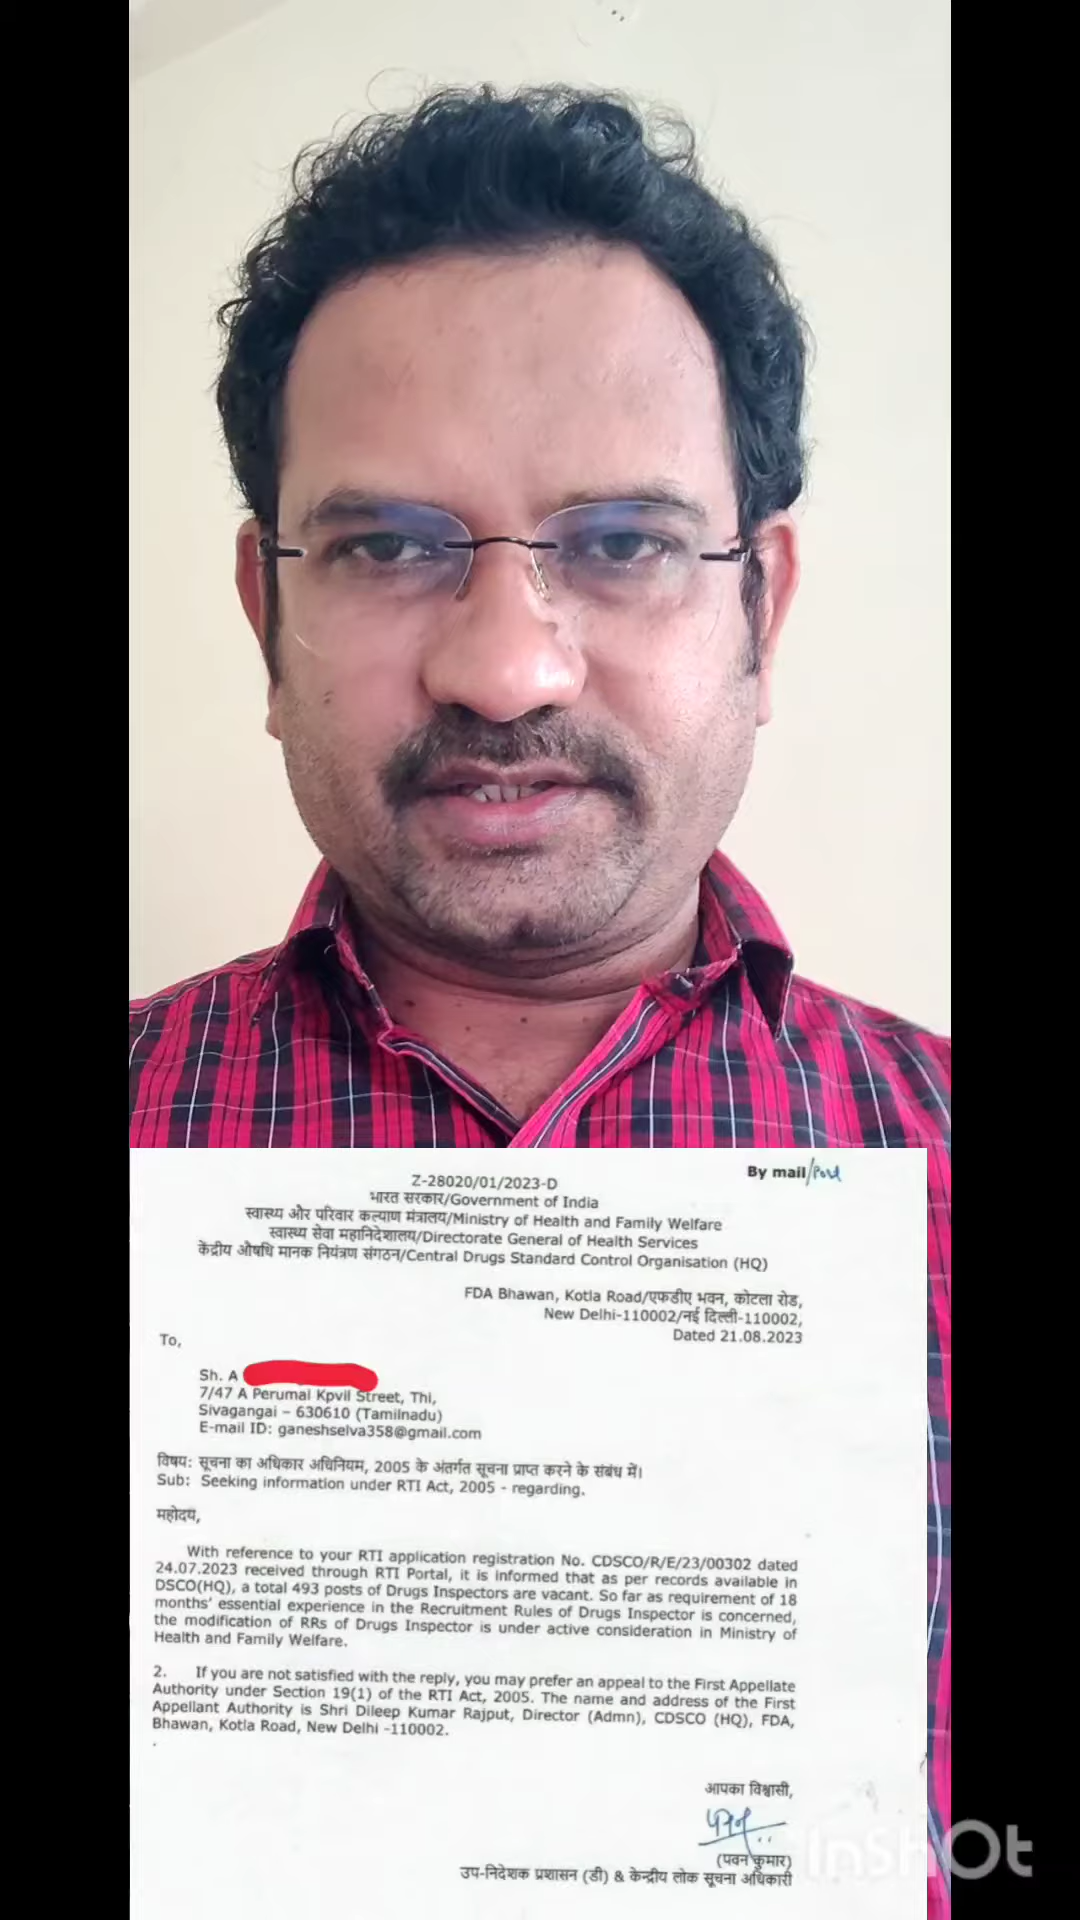 By mail/Post
Z-28020/01/2023-D
भारत सरकार/Government of India
स्वास्थ्य और परिवार कल्याण मंत्रालय/Ministry of Health and Family Welfare
स्वास्थ्य सेवा महानिदेशालय/Directorate General of Health Services
केंद्रीय औषधि मानक नियंत्रण संगठन/Central Drugs Standard Control Organisation (HQ)
FDA Bhawan, Kotla Road/एफडीए भवन, कोटला रोड,
New Delhi-110002/नई दिल्ली-110002,
Dated 21.08.2023
To,
Sh. A
7/47 A Perumal Kpvil Street, Thi,
Sivagangai – 630610 (Tamilnadu)
E-mail ID: ganeshselva358@gmail.com
विषय: सूचना का अधिकार अधिनियम, 2005 के अंतर्गत सूचना प्राप्त करने के संबंध में।
Sub: Seeking information under RTI Act, 2005 - regarding.
महोदय,
With reference to your RTI application registration No. CDSCO/R/E/23/00302 dated
24.07.2023 received through RTI Portal, it is informed that as per records available in
DSCO(HQ), a total 493 posts of Drugs Inspectors are vacant. So far as requirement of 18
months' essential experience in the Recruitment Rules of Drugs Inspector is concerned,
the modification of RRs of Drugs Inspector is under active consideration in Ministry of
Health and Family Welfare.
2. If you are not satisfied with the reply, you may prefer an appeal to the First Appellate
Authority under Section 19(1) of the RTI Act, 2005. The name and address of the First
Appellant Authority is Shri Dileep Kumar Rajput, Director (Admn), CDSCO (HQ), FDA,
Bhawan, Kotla Road, New Delhi -110002.
आपका विश्वासी,
पवन
(पवन कुमार)
उप-निदेशक प्रशासन (डी) & केन्द्रीय लोक सूचना अधिकारी
InShOt